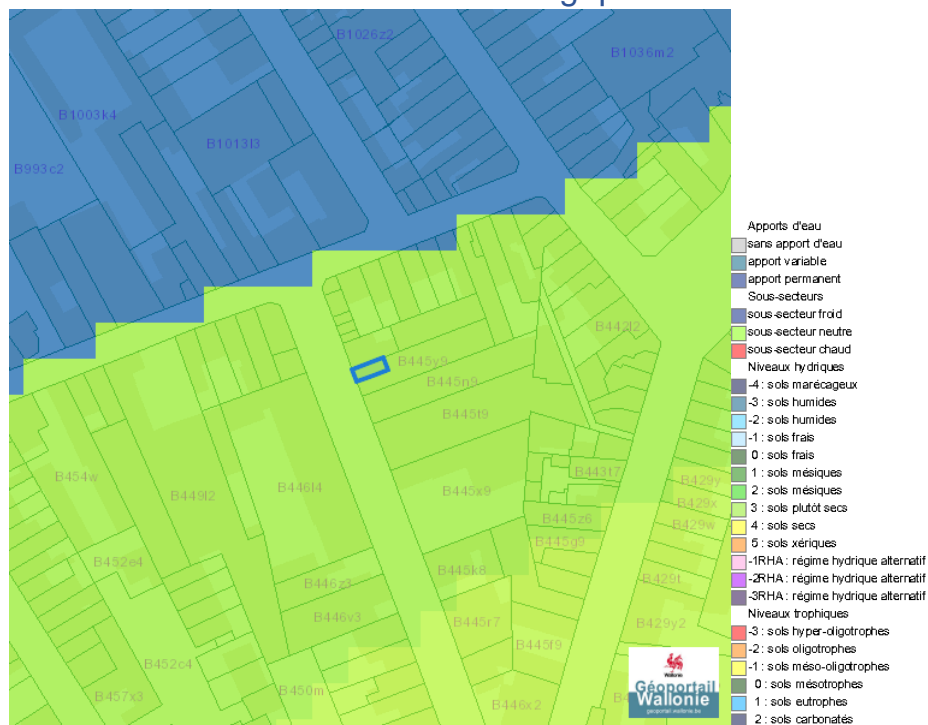 B1026z2
B1036m2
B1003k4
B1013l3
B993c2
B442l2
B445y9
B445n9
B445t9
B454w
B449l2
B446l4
B445x9
B443t7
B429y
B429x
B429w
B445z6
B445g9
B452e4
B446z3
B445k8
B429t
B446v3
B445r7
B445f9
B429y2
B452c4
B457x3
B450m
B446x2
Wallonie
Géoportail
Wallonie
geoportail.wallonie.be
Apports d'eau
sans apport d'eau
apport variable
apport permanent
Sous-secteurs
sous-secteur froid
sous-secteur neutre
sous-secteur chaud
Niveaux hydriques
-4 : sols marécageux
-3 : sols humides
-2 : sols humides
-1 : sols frais
0 : sols frais
1 : sols mésiques
2 : sols mésiques
3 : sols plutôt secs
4 : sols secs
5 : sols xériques
-1RHA : régime hydrique alternatif
-2RHA : régime hydrique alternatif
-3RHA : régime hydrique alternatif
Niveaux trophiques
-3 : sols hyper-oligotrophes
-2 : sols oligotrophes
-1 : sols méso-oligotrophes
0 : sols mésotrophes
1 : sols eutrophes
2 : sols carbonatés